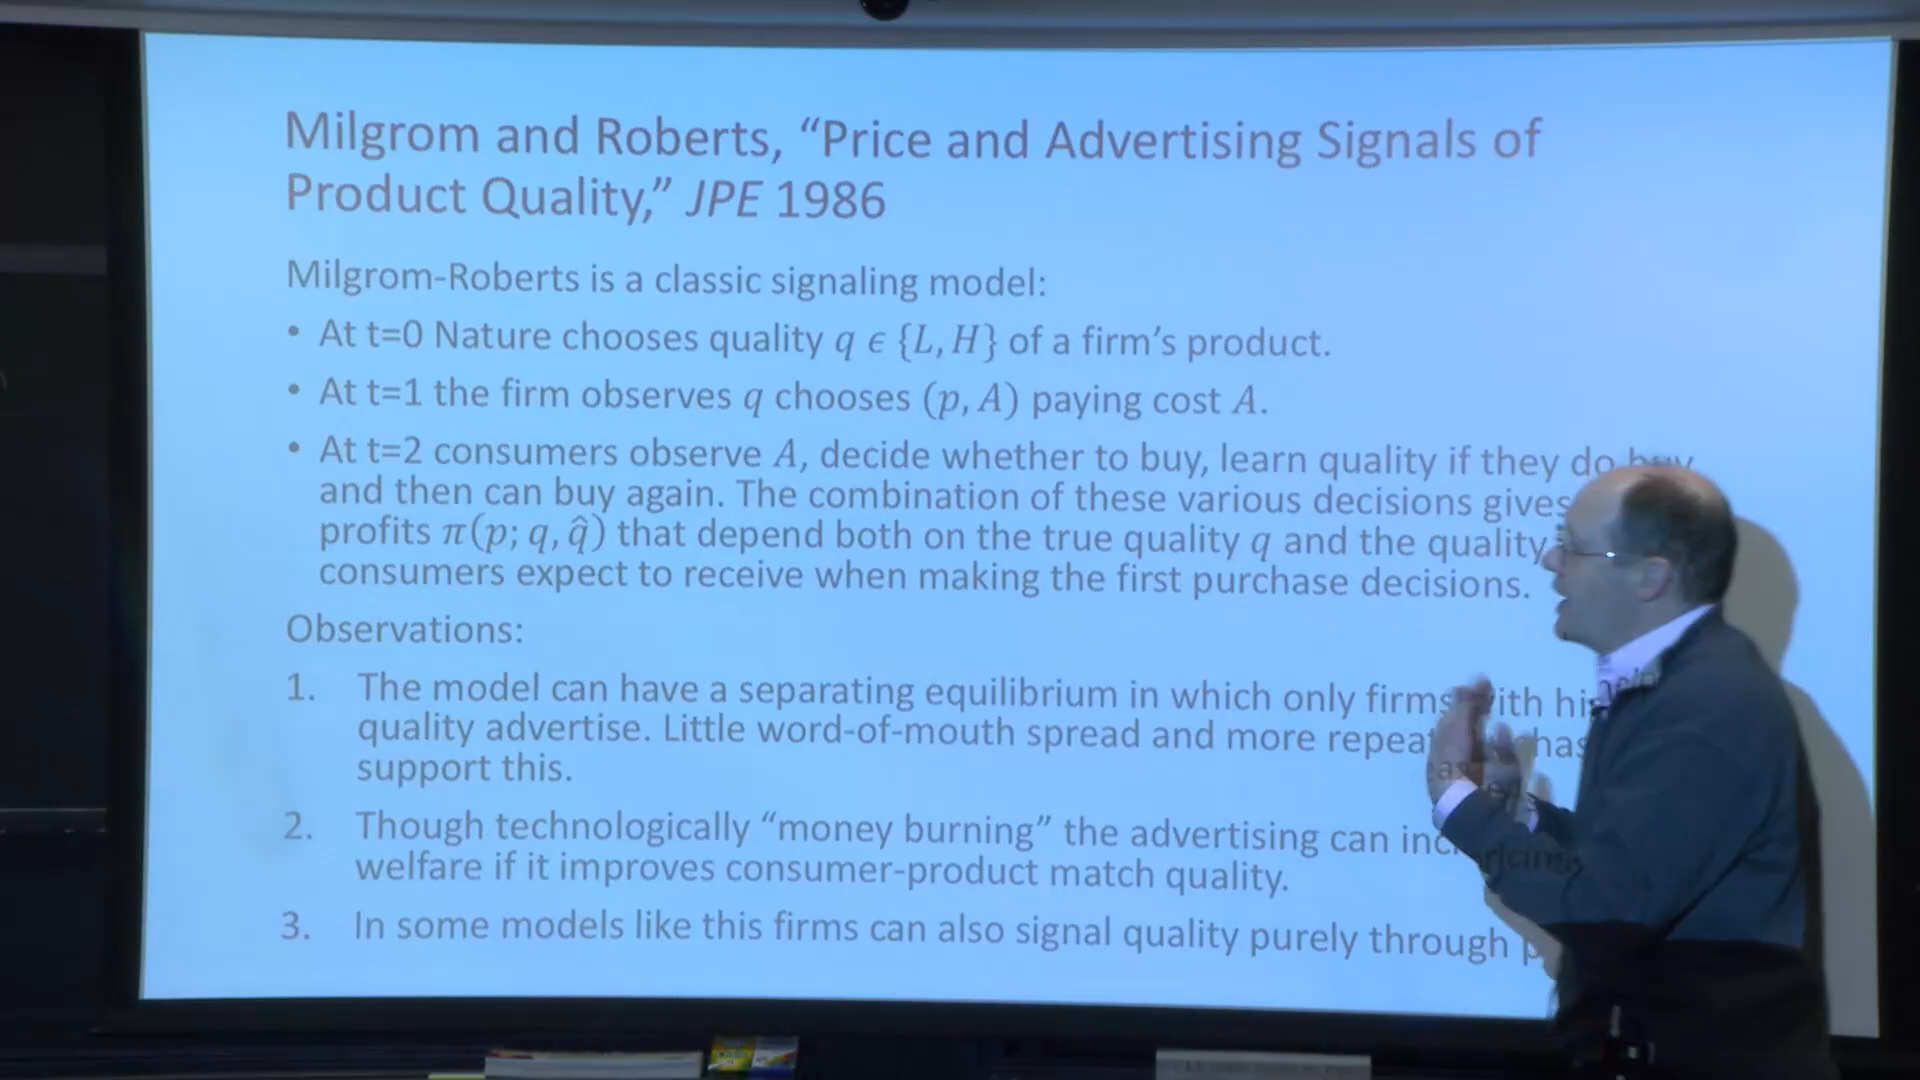 Milgrom and Roberts, “Price and Advertising Signals of
Product Quality,” JPE 1986
Milgrom-Roberts is a classic signaling model:
• At t=0 Nature chooses quality q ϵ {L, H} of a firm’s product.
• At t=1 the firm observes q chooses (p, A) paying cost A.
• At t=2 consumers observe A, decide whether to buy, learn quality if they do buy
and then can buy again. The combination of these various decisions gives
profits π(p; q, q̂) that depend both on the true quality q and the quality
consumers expect to receive when making the first purchase decisions.
Observations:
1. The model can have a separating equilibrium in which only firms with
quality advertise. Little word-of-mouth spread and more repeat
support this.
2. Though technologically “money burning” the advertising can
welfare if it improves consumer-product match quality.
3. In some models like this firms can also signal quality purely through